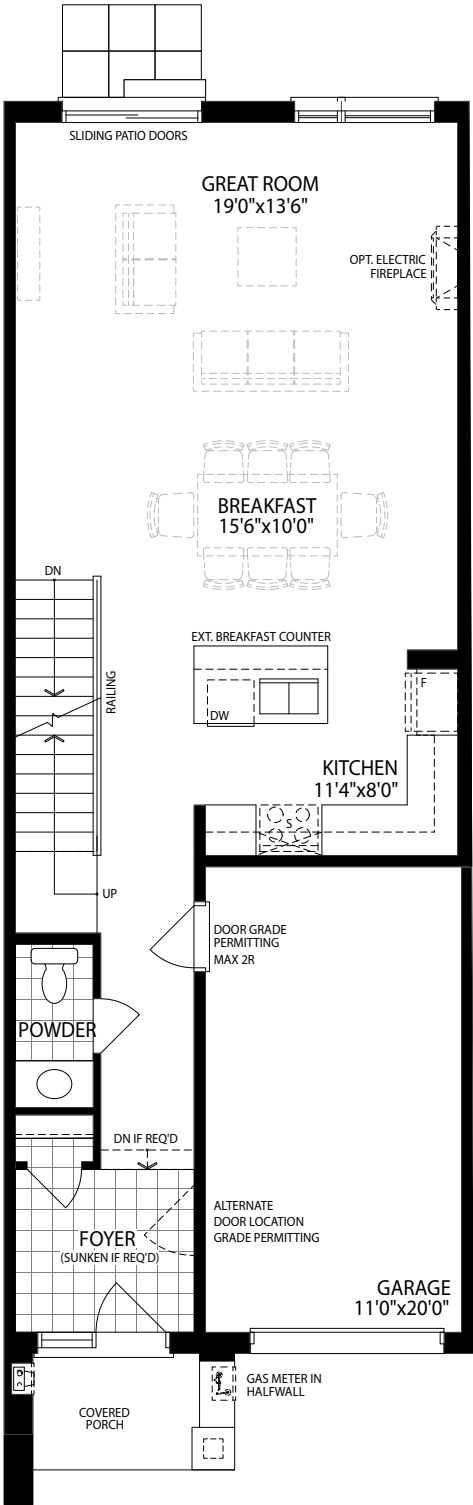 SLIDING PATIO DOORS
GREAT ROOM
19'0"x13'6"
OPT. ELECTRIC
FIREPLACE
BREAKFAST
15'6"x10'0"
DN
RAILING
EXT. BREAKFAST COUNTER
DW
F
KITCHEN
11'4"x8'0"
S
UP
DOOR GRADE
PERMITTING
MAX 2R
POWDER
DN IF REQ'D
ALTERNATE
DOOR LOCATION
GRADE PERMITTING
FOYER
(SUNKEN IF REQ'D)
GARAGE
11'0"x20'0"
GAS METER IN
HALFWALL
COVERED
PORCH